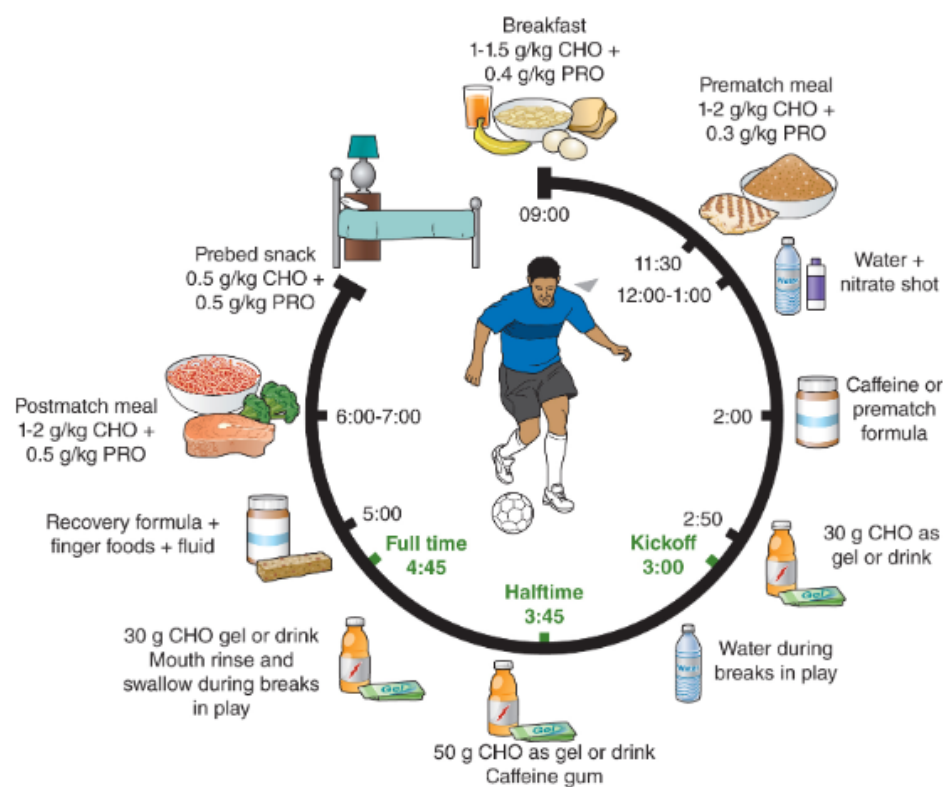 Breakfast
1-1.5 g/kg CHO +
0.4 g/kg PRO
Prematch meal
1-2 g/kg CHO +
0.3 g/kg PRO
09:00
11:30
12:00-1:00
Water +
nitrate shot
2:00
Caffeine or
prematch
formula
2:50
30 g CHO as
gel or drink
Gel
Kickoff
3:00
Water during
breaks in play
Halftime
3:45
50 g CHO as gel or drink
Caffeine gum
Gel
Full time
4:45
30 g CHO gel or drink
Mouth rinse and
swallow during breaks
in play
Gel
5:00
Recovery formula +
finger foods + fluid
6:00-7:00
Postmatch meal
1-2 g/kg CHO +
0.5 g/kg PRO
Prebed snack
0.5 g/kg CHO +
0.5 g/kg PRO